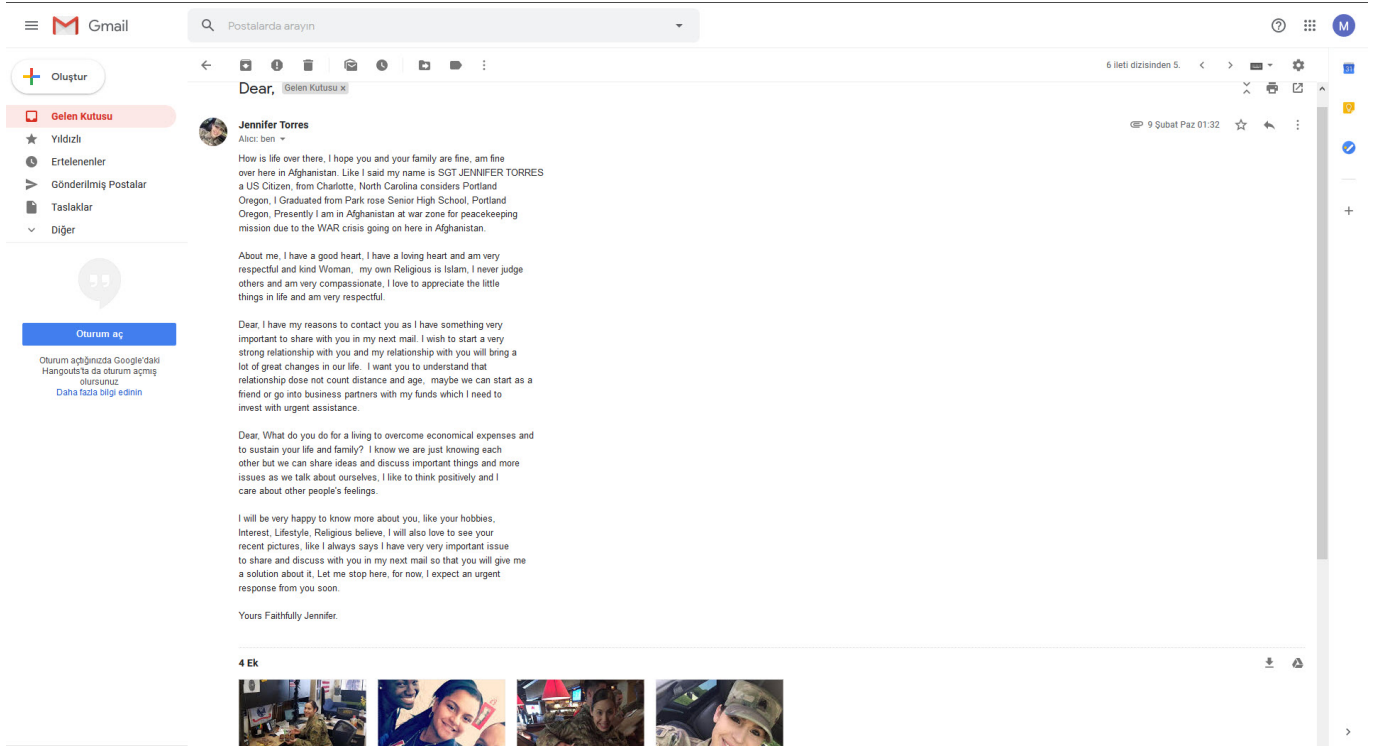 Gmail
Postalarda arayın
M
Oluştur
6 ileti dizisinden 5.
31
Gelen Kutusu
Yıldızlı
Ertelenenler
Gönderilmiş Postalar
Taslaklar
Diğer
Oturum aç
Oturum açtığınızda Google'daki
Hangouts'ta da oturum açmış
olursunuz
Daha fazla bilgi edinin
Dear, Gelen Kutusu x
Jennifer Torres
9 Şubat Paz 01:32
Alıcı: ben
How is life over there, I hope you and your family are fine, am fine
over here in Afghanistan. Like I said my name is SGT JENNIFER TORRES
a US Citizen, from Charlotte, North Carolina considers Portland
Oregon, I Graduated from Park rose Senior High School, Portland
Oregon, Presently I am in Afghanistan at war zone for peacekeeping
mission due to the WAR crisis going on here in Afghanistan.
About me, I have a good heart, I have a loving heart and am very
respectful and kind Woman,  my own Religious is Islam, I never judge
others and am very compassionate, I love to appreciate the little
things in life and am very respectful.
Dear, I have my reasons to contact you as I have something very
important to share with you in my next mail. I wish to start a very
strong relationship with you and my relationship with you will bring a
lot of great changes in our life.  I want you to understand that
relationship dose not count distance and age,  maybe we can start as a
friend or go into business partners with my funds which I need to
invest with urgent assistance.
Dear, What do you do for a living to overcome economical expenses and
to sustain your life and family?  I know we are just knowing each
other but we can share ideas and discuss important things and more
issues as we talk about ourselves, I like to think positively and I
care about other people's feelings.
I will be very happy to know more about you, like your hobbies,
Interest, Lifestyle, Religious believe, I will also love to see your
recent pictures, like I always says I have very very important issue
to share and discuss with you in my next mail so that you will give me
a solution about it, Let me stop here, for now, I expect an urgent
response from you soon.
Yours Faithfully Jennifer.
4 Ek